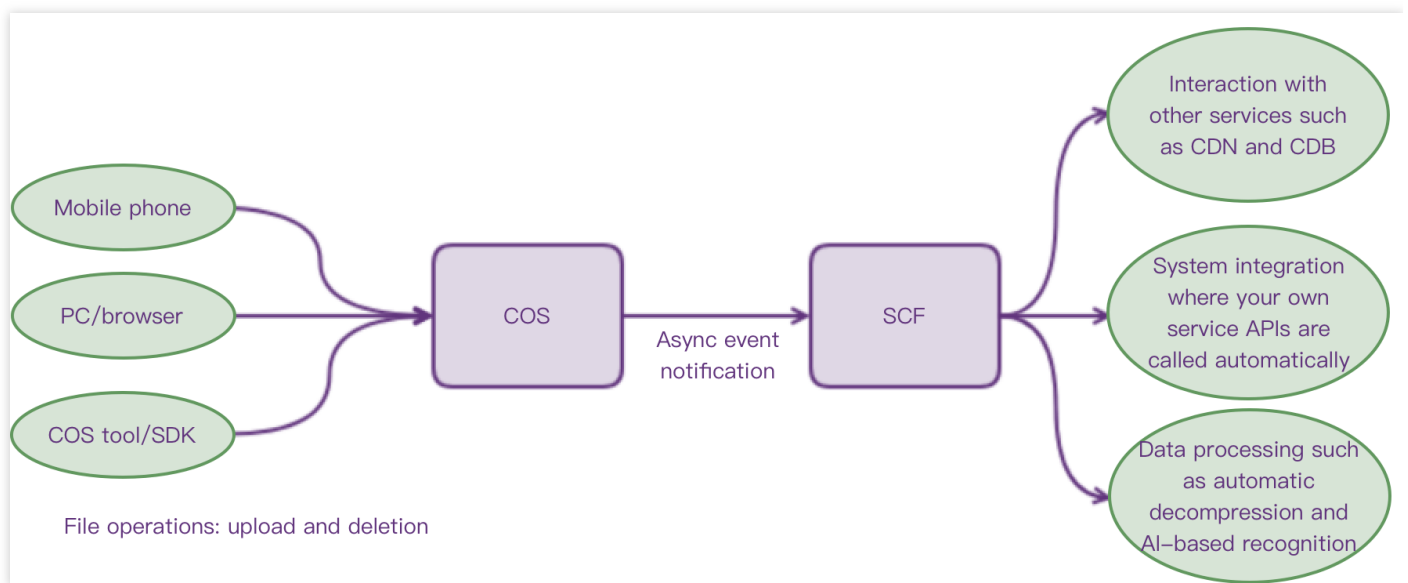 Mobile phone
PC/browser
COS tool/SDK
File operations: upload and deletion
COS
Async event
notification
SCF
Interaction with
other services such
as CDN and CDB
System integration
where your own
service APIs are
called automatically
Data processing such
as automatic
decompression and
AI-based recognition